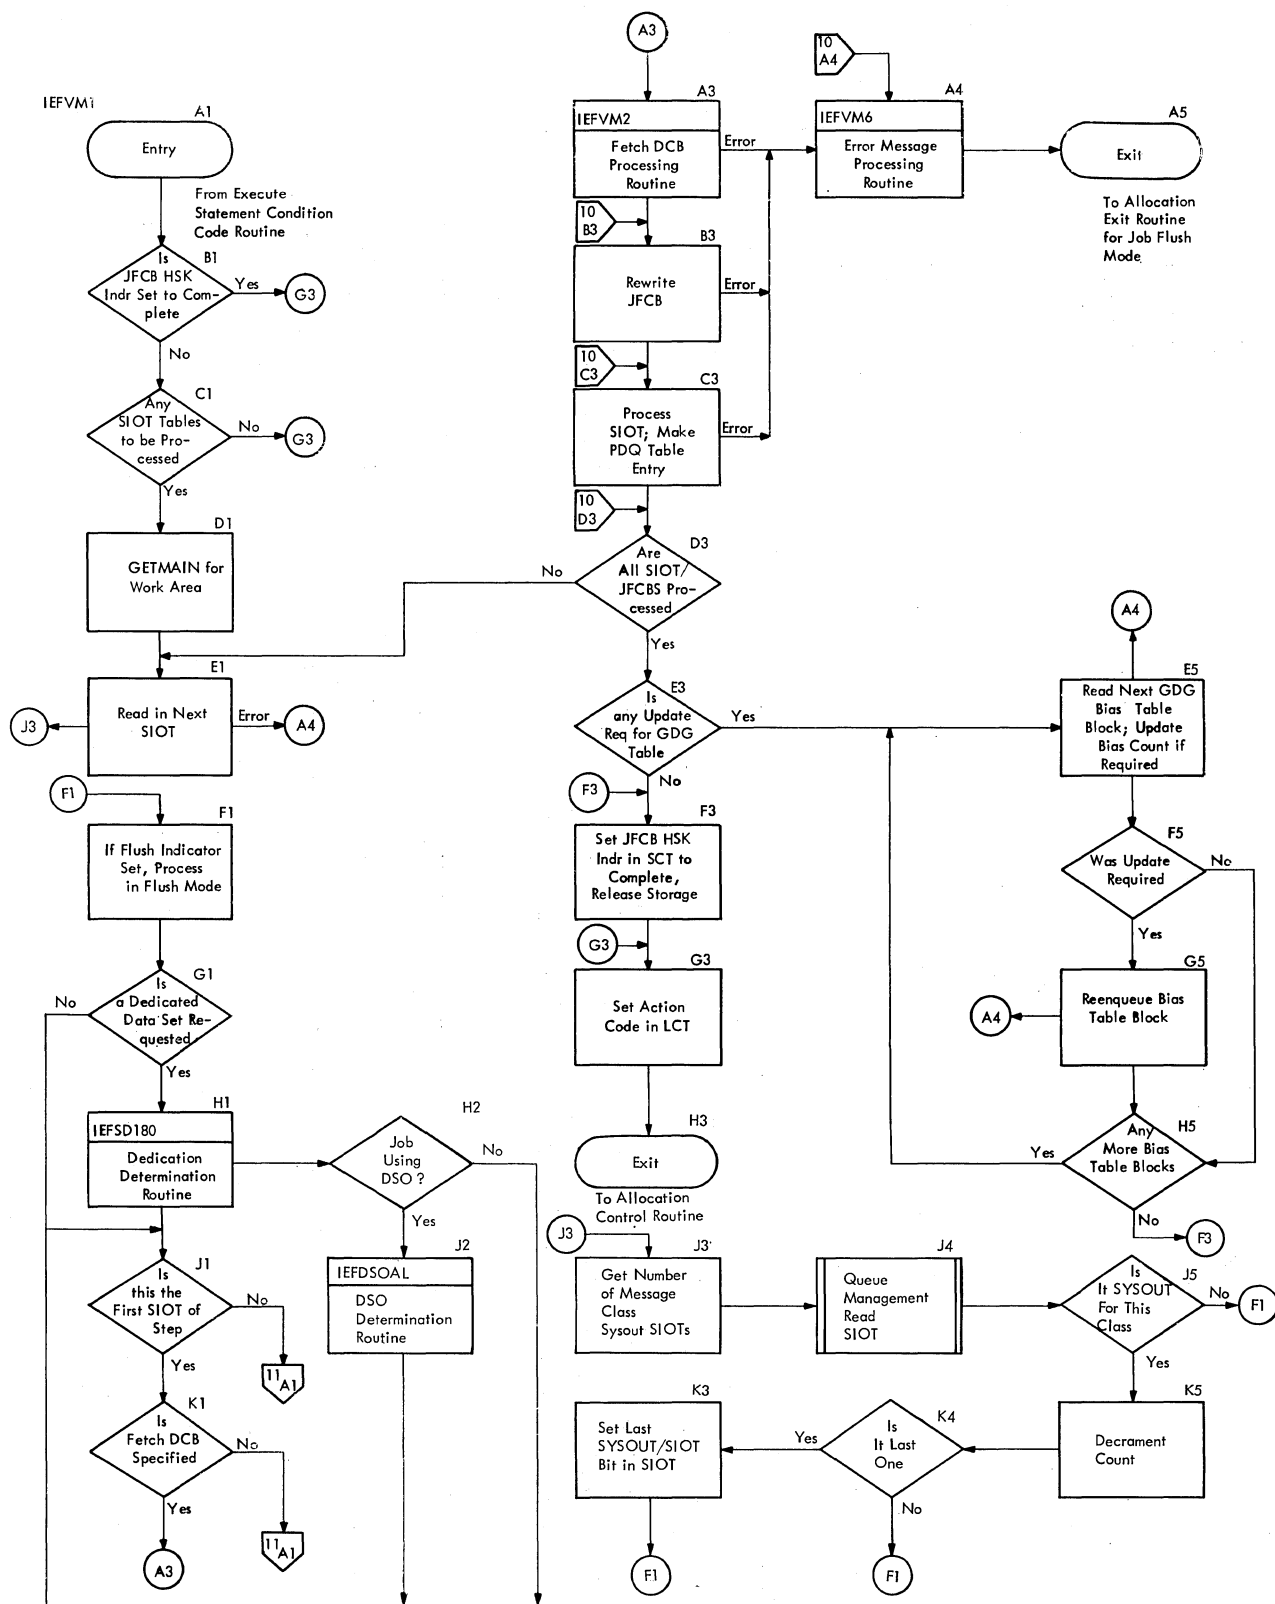 IEFVM1
A1
Entry
From Execute
Statement Condition
Code Routine
B1
Is
JFCB HSK
Indr Set to Com-
plete
Yes
G3
No
C1
Any
SIOT Tables
to be Pro-
cessed
No
G3
Yes
D1
GETMAIN for
Work Area
E1
Read in Next
SIOT
J3
Error
A4
F1
F1
If Flush Indicator
Set, Process
in Flush Mode
G1
Is
a Dedicated
Data Set Re-
quested
No
Yes
H1
IEFSD180
Dedication
Determination
Routine
H2
Job
Using
DSO ?
No
Yes
J2
IEFDSOAL
DSO
Determination
Routine
J1
Is
this the
First SIOT of
Step
No
11
A1
Yes
K1
Is
Fetch DCB
Specified
No
11
A1
Yes
A3
A3
A3
IEFVM2
Fetch DCB
Processing
Routine
Error
10
A4
A4
IEFVM6
Error Message
Processing
Routine
A5
Exit
To Allocation
Exit Routine
for Job Flush
Mode
10
B3
B3
Rewrite
JFCB
Error
10
C3
C3
Process
SIOT; Make
PDQ Table
Entry
Error
10
D3
D3
Are
All SIOT/
JFCBS Pro-
cessed
No
Yes
E3
Is
any Update
Req for GDG
Table
Yes
No
F3
F3
Set JFCB HSK
Indr in SCT to
Complete,
Release Storage
G3
G3
Set Action
Code in LCT
H3
Exit
To Allocation
Control Routine
A4
E5
Read Next GDG
Bias Table
Block; Update
Bias Count if
Required
F5
Was Update
Required
No
Yes
G5
Reenqueue Bias
Table Block
A4
H5
Any
More Bias
Table Blocks
Yes
No
F3
J3
J3
Get Number
of Message
Class
Sysout SIOTs
J4
Queue
Management
Read
SIOT
J5
Is
It SYSOUT
For This
Class
No
F1
Yes
K5
Decrament
Count
K4
Is
It Last
One
Yes
No
F1
K3
Set Last
SYSOUT/SIOT
Bit in SIOT
F1